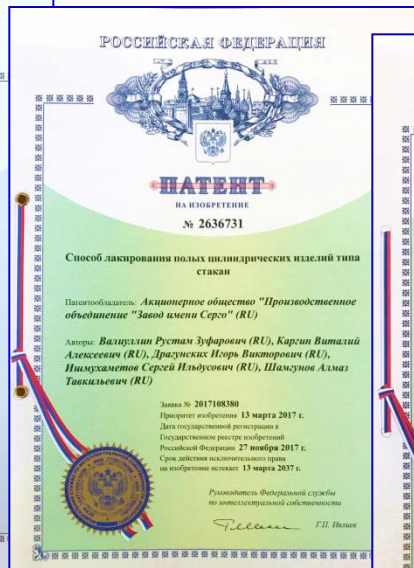 РОССИЙСКАЯ ФЕДЕРАЦИЯ
ПАТЕНТ
НА ИЗОБРЕТЕНИЕ
№ 2636731
Способ лакирования полых цилиндрических изделий типа
стакан
Патентообладатель: Акционерное общество "Производственное
объединение "Завод имени Серго" (RU)
Авторы: Валиуллин Рустам Зуфарович (RU), Каргин Виталий
Алексеевич (RU), Драгунских Игорь Викторович (RU),
Ишмухаметов Сергей Ильдусович (RU), Шамгунов Алмаз
Тавкильевич (RU)
Заявка № 2017108380
Приоритет изобретения 13 марта 2017 г.
Дата государственной регистрации в
Государственном реестре изобретений
Российской Федерации 27 ноября 2017 г.
Срок действия исключительного права
на изобретение истекает 13 марта 2037 г.
Руководитель Федеральной службы
по интеллектуальной собственности
Г.П. Ивлиев